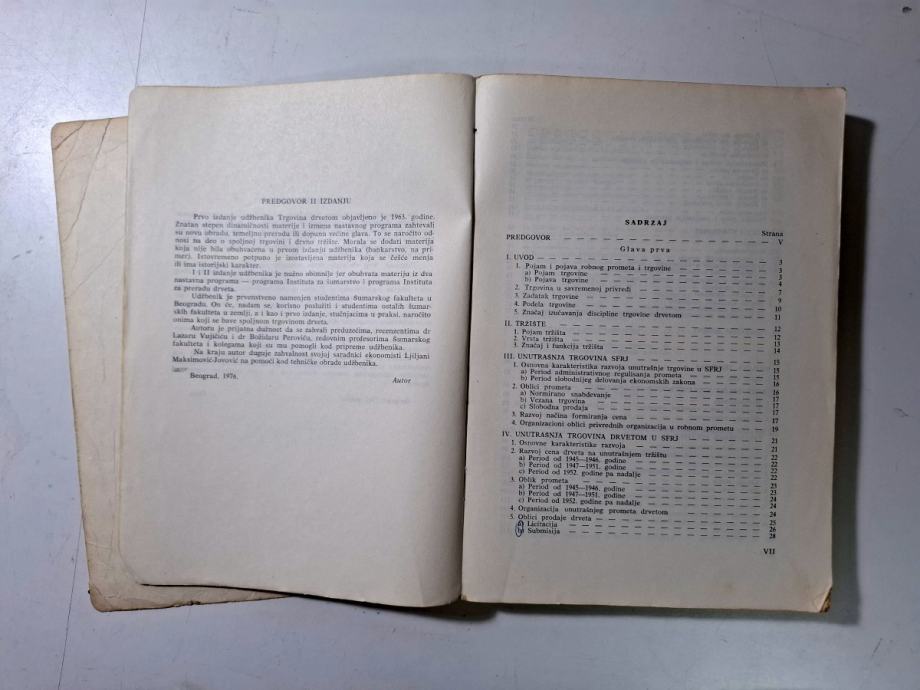 PREDGOVOR II IZDANJU
Prvo izdanje udžbenika Trgovina drvetom objavljeno je 1963. godine.
Znatan stepen dinamičnosti materije i izmena nastavnog programa zahtevali
su novu obradu, temeljnu preradu ili dopunu većine glava. To se naročito od-
nosi na deo o spoljnoj trgovini i drvno tržište. Morala se dodati materija
koja nije bila obuhvaćena u prvom izdanju udžbenika (bankarstvo, na pri-
mer). Istovremeno potpuno je izostavljena materija koja se češće menja
ili ima istorijski karakter.
I i II izdanje udžbenika je nužno obimnije jer obuhvata materiju iz dva
nastavna programa — programa Instituta za šumarstvo i programa Instituta
za preradu drveta.
Udžbenik je prvenstveno namenjen studentima Šumarskog fakulteta u
Beogradu. On će, nadam se, korisno poslužiti i studentima ostalih šumar-
skih fakulteta u zemlji, a i kao i prvo izdanje, stučnjacima u praksi, naročito
onima koji se bave spoljnom trgovinom drvetom.
Autoru je prijatna dužnost da se zahvali preduzećima, recenzentima dr
Lazaru Vujičiću i dr Božidaru Peroviću, redovnim profesorima Šumarskog
fakulteta i kolegama koji su mu pomogli kod pripreme udžbenika.
Na kraju autor duguje zahvalnost svojoj saradnici ekonomisti Ljiljani
Maksimović-Jovović na pomoći kod tehničke obrade udžbenika.
Beograd, 1976.
Autor
SADRŽAJ
Strana
PREDGOVOR — V
Glava prva
I. UVOD — 3
1. Pojam i pojava robnog prometa i trgovine — 3
a) Pojam trgovine — 3
b) Pojava trgovine — 4
2. Trgovina u savremenoj privredi — 7
3. Zadatak trgovine — 9
4. Podela trgovine — 10
5. Značaj izučavanja discipline trgovine drvetom — 11
II. TRŽIŠTE — 12
1. Pojam tržišta — 12
2. Vrsta tržišta — 13
3. Značaj i funkcija tržišta — 14
III. UNUTRAŠNJA TRGOVINA SFRJ — 15
1. Ostovna karakteristika razvoja unutrašnje trgovine u SFRJ — 15
a) Period administrativnog regulisanja prometa — 15
b) Period slobodnijeg delovanja ekonomskih zakona — 16
2. Oblici prometa — 16
a) Normirano snabdevanje — 17
b) Vezana trgovina — 17
c) Slobodna prodaja — 17
3. Razvoj načina formiranja cena — 17
4. Organizacioni oblici privrednih organizacija u robnom prometu — 19
IV. UNUTRAŠNJA TRGOVINA DRVETOM U SFRJ — 21
1. Osnovne karakteristike razvoja — 21
2. Razvoj cena drveta na unutrašnjem tržištu — 22
a) Period od 1945—1946. godine — 22
b) Period od 1947—1951. godine — 22
c) Period od 1952. godine pa nadalje — 22
3. Oblik prometa — 23
a) Period od 1945—1946. godine — 23
b) Period od 1947—1951. godine — 24
c) Period od 1952. godine pa nadalje — 24
4. Organizacija unutrašnjeg prometa drvetom — 24
5. Oblici prodaje drveta — 25
a) Licitacija — 26
b) Submisija — 28
VII